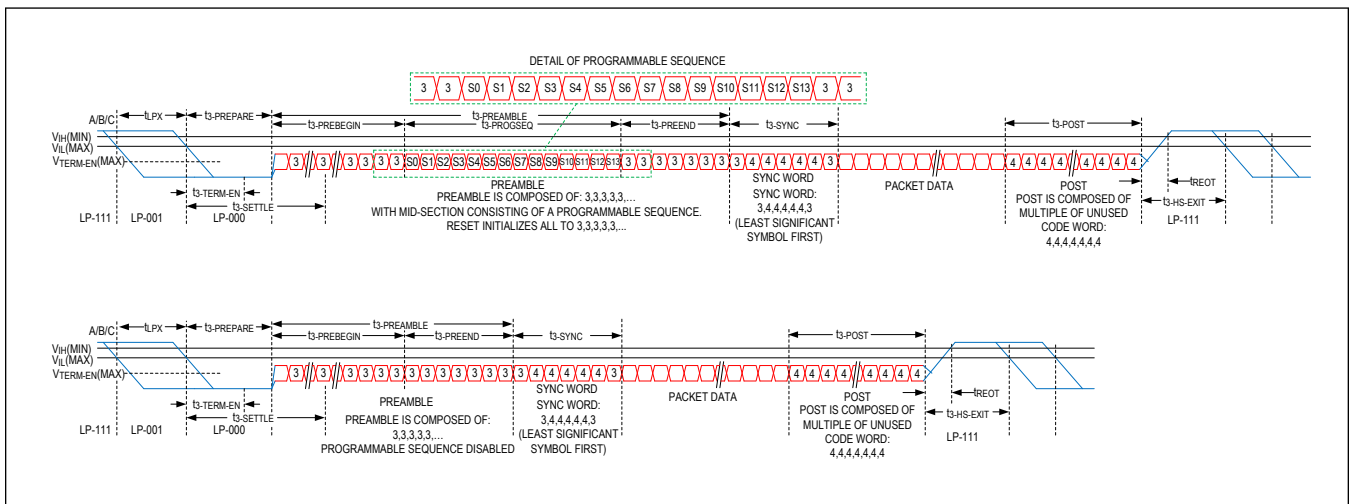 DETAIL OF PROGRAMMABLE SEQUENCE
3 3 S0 S1 S2 S3 S4 S5 S6 S7 S8 S9 S10 S11 S12 S13 3 3
t3-PREAMBLE
A/B/C tLPX t3-PREPARE t3-PREBEGIN t3-PROGSEQ t3-PREEND t3-SYNC t3-POST
VIH(MIN)
VIL(MAX)
VTERM-EN(MAX)
3 3 3 3 3 3 S0 S1 S2 S3 S4 S5 S6 S7 S8 S9 S10 S11 S12 S13 3 3 3 3 3 3 3 3 4 4 4 4 4 3 4 4 4 4 4 4 4 4
t3-TERM-EN
t3-SETTLE
LP-111 LP-001 LP-000
PREAMBLE
PREAMBLE IS COMPOSED OF: 3,3,3,3,3,...
WITH MID-SECTION CONSISTING OF A PROGRAMMABLE SEQUENCE.
RESET INITIALIZES ALL TO 3,3,3,3,3,...
SYNC WORD
SYNC WORD:
3,4,4,4,4,4,3
(LEAST SIGNIFICANT
SYMBOL FIRST)
PACKET DATA
POST
POST IS COMPOSED OF
MULTIPLE OF UNUSED
CODE WORD:
4,4,4,4,4,4,4
tREOT
t3-HS-EXIT
LP-111
t3-PREAMBLE
A/B/C tLPX t3-PREPARE t3-PREBEGIN t3-PREEND t3-SYNC t3-POST
VIH(MIN)
VIL(MAX)
VTERM-EN(MAX)
3 3 3 3 3 3 3 3 3 3 3 3 3 3 4 4 4 4 4 3 4 4 4 4 4 4 4 4
t3-TERM-EN
t3-SETTLE
LP-111 LP-001 LP-000
PREAMBLE
PREAMBLE IS COMPOSED OF:
3,3,3,3,3,...
PROGRAMMABLE SEQUENCE DISABLED
SYNC WORD
SYNC WORD:
3,4,4,4,4,4,3
(LEAST SIGNIFICANT
SYMBOL FIRST)
PACKET DATA
POST
POST IS COMPOSED OF
MULTIPLE OF UNUSED
CODE WORD:
4,4,4,4,4,4,4
tREOT
t3-HS-EXIT
LP-111